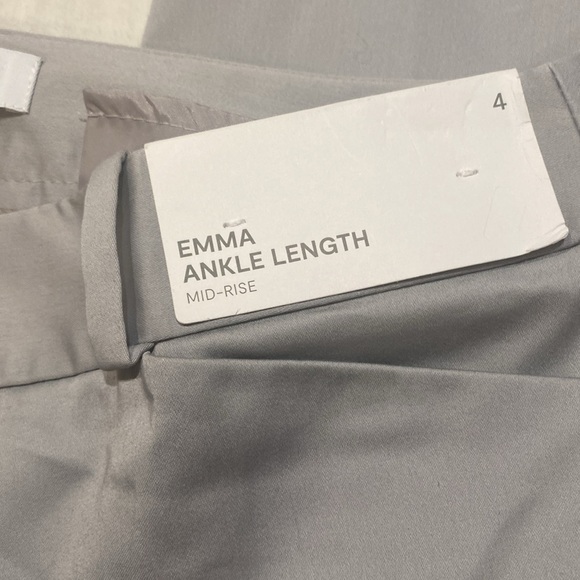 4
EMMA
ANKLE LENGTH
MID-RISE